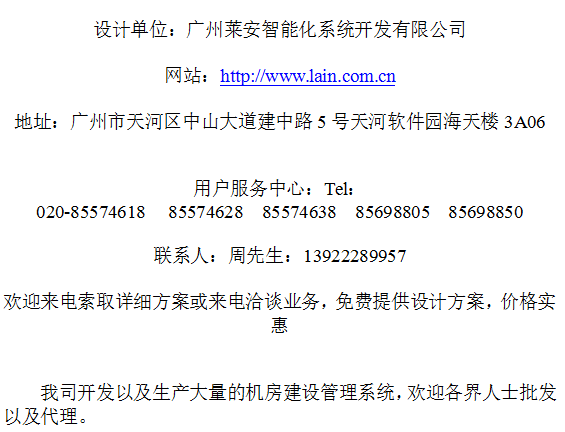 设计单位：广州莱安智能化系统开发有限公司
网站：http://www.lain.com.cn
地址：广州市天河区中山大道建中路 5 号天河软件园海天楼 3A06
用户服务中心：Tel：
020-85574618 85574628 85574638 85698805 85698850
联系人：周先生：13922289957
欢迎来电索取详细方案或来电洽谈业务，免费提供设计方案，价格实
惠
我司开发以及生产大量的机房建设管理系统，欢迎各界人士批发
以及代理。